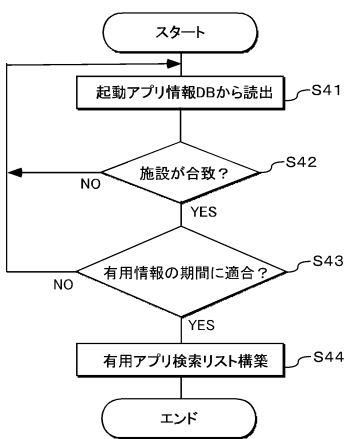 スタート
起動アプリ情報DBから読出
S41
施設が合致？
S42
NO
YES
有用情報の期間に適合？
S43
NO
YES
有用アプリ検索リスト構築
S44
エンド